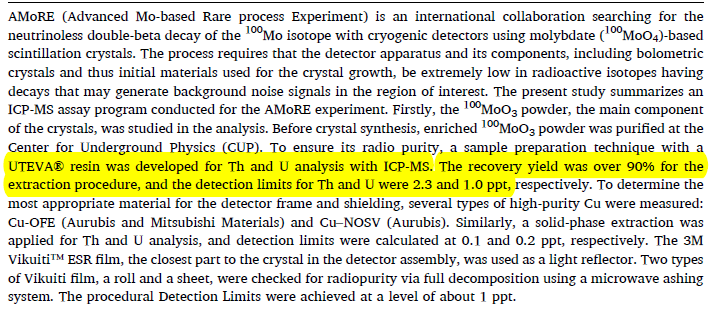 AMoRE (Advanced Mo-based Rare process Experiment) is an international collaboration searching for the
neutrinoless double-beta decay of the ¹⁰⁰Mo isotope with cryogenic detectors using molybdate (¹⁰⁰MoO₄)-based
scintillation crystals. The process requires that the detector apparatus and its components, including bolometric
crystals and thus initial materials used for the crystal growth, be extremely low in radioactive isotopes having
decays that may generate background noise signals in the region of interest. The present study summarizes an
ICP-MS assay program conducted for the AMoRE experiment. Firstly, the ¹⁰⁰MoO₃ powder, the main component
of the crystals, was studied in the analysis. Before crystal synthesis, enriched ¹⁰⁰MoO₃ powder was purified at the
Center for Underground Physics (CUP). To ensure its radio purity, a sample preparation technique with a
UTEVA® resin was developed for Th and U analysis with ICP-MS. The recovery yield was over 90% for the
extraction procedure, and the detection limits for Th and U were 2.3 and 1.0 ppt, respectively. To determine the
most appropriate material for the detector frame and shielding, several types of high-purity Cu were measured:
Cu-OFE (Aurubis and Mitsubishi Materials) and Cu–NOSV (Aurubis). Similarly, a solid-phase extraction was
applied for Th and U analysis, and detection limits were calculated at 0.1 and 0.2 ppt, respectively. The 3M
Vikuiti™ ESR film, the closest part to the crystal in the detector assembly, was used as a light reflector. Two types
of Vikuiti film, a roll and a sheet, were checked for radiopurity via full decomposition using a microwave ashing
system. The procedural Detection Limits were achieved at a level of about 1 ppt.